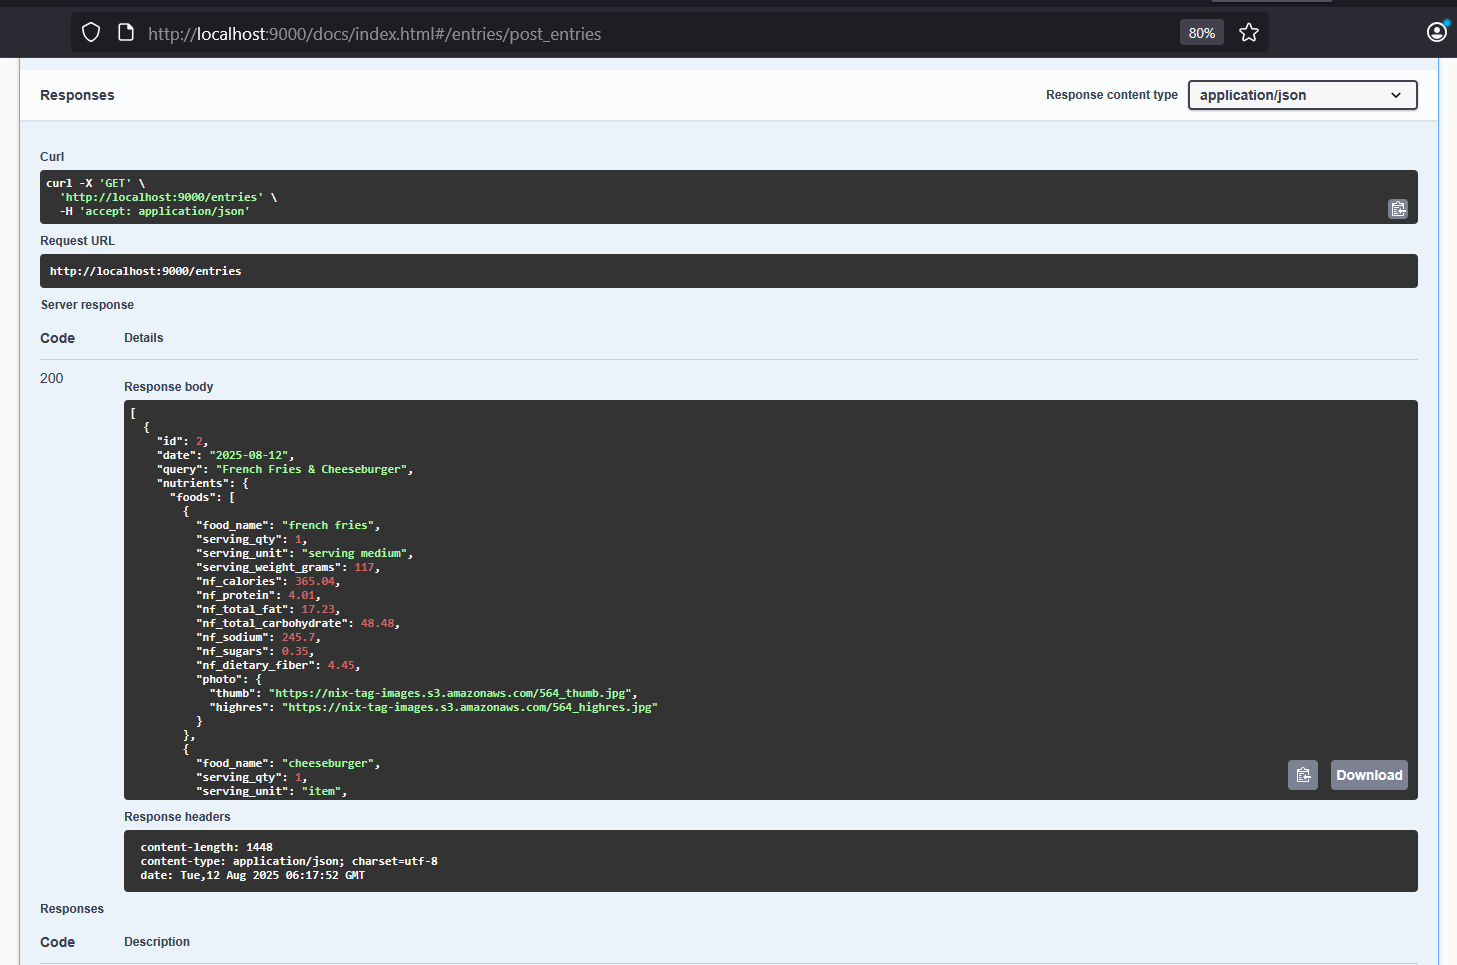 http://localhost:9000/docs/index.html#/entries/post_entries
80%
Responses
Response content type
application/json
Curl
curl -X 'GET' \
'http://localhost:9000/entries' \
-H 'accept: application/json'
Request URL
http://localhost:9000/entries
Server response
Code Details
200
Response body
[
{
"id": 2,
"date": "2025-08-12",
"query": "French Fries & Cheeseburger",
"nutrients": {
"foods": [
{
"food_name": "french fries",
"serving_qty": 1,
"serving_unit": "serving medium",
"serving_weight_grams": 117,
"nf_calories": 365.04,
"nf_protein": 4.01,
"nf_total_fat": 17.23,
"nf_total_carbohydrate": 48.48,
"nf_sodium": 245.7,
"nf_sugars": 0.35,
"nf_dietary_fiber": 4.45,
"photo": {
"thumb": "https://nix-tag-images.s3.amazonaws.com/564_thumb.jpg",
"highres": "https://nix-tag-images.s3.amazonaws.com/564_highres.jpg"
}
},
{
"food_name": "cheeseburger",
"serving_qty": 1,
"serving_unit": "item",
Download
Response headers
content-length: 1448
content-type: application/json; charset=utf-8
date: Tue,12 Aug 2025 06:17:52 GMT
Responses
Code Description